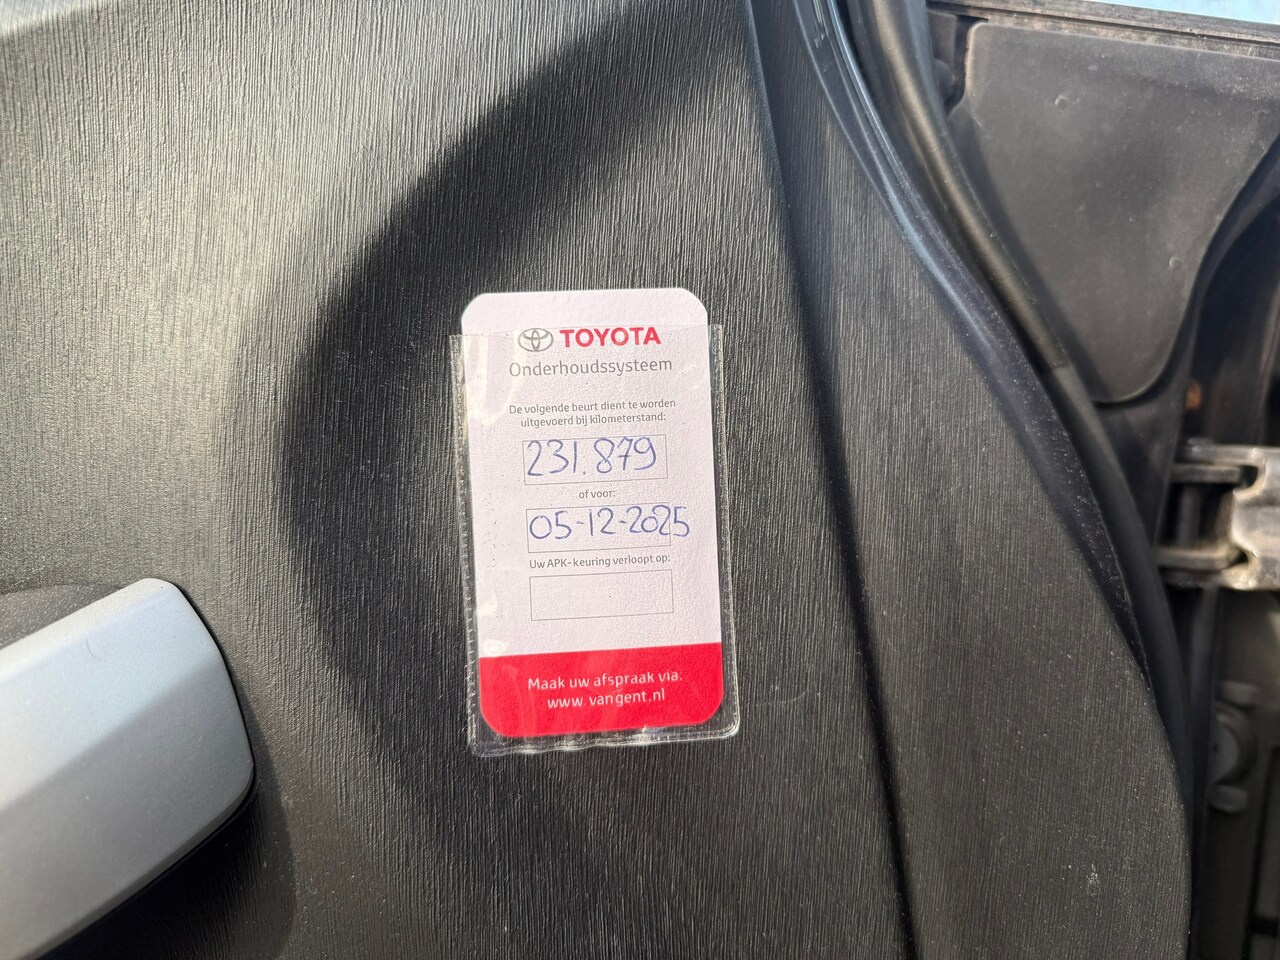 TOYOTA
Onderhoudssysteem
De volgende beurt dient te worden
uitgevoerd bij kilometerstand:
231.879
of voor:
05-12-2025
Uw APK-keuring verloopt op:
Maak uw afspraak via:
www.vangent.nl